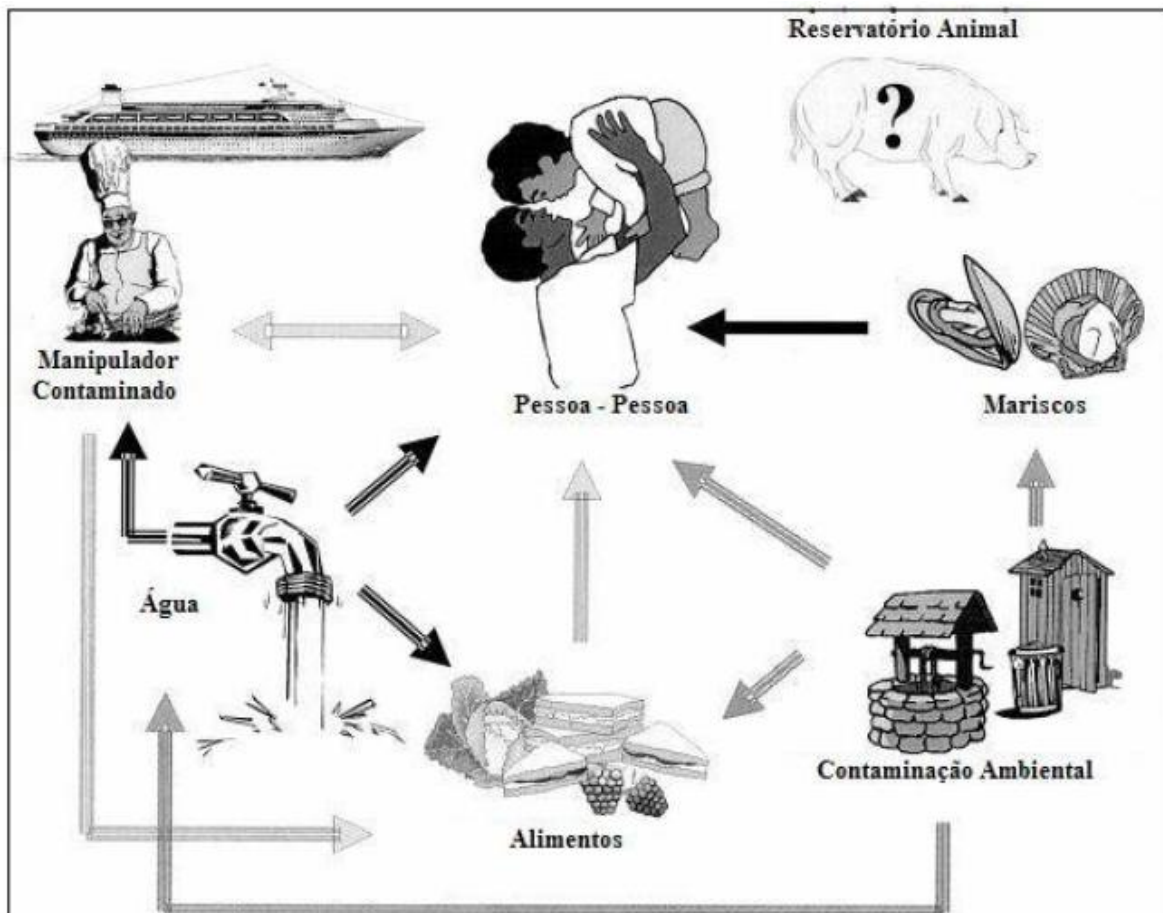 Reservatório Animal
?
Manipulador
Contaminado
Pessoa - Pessoa
Mariscos
Água
Contaminação Ambiental
Alimentos